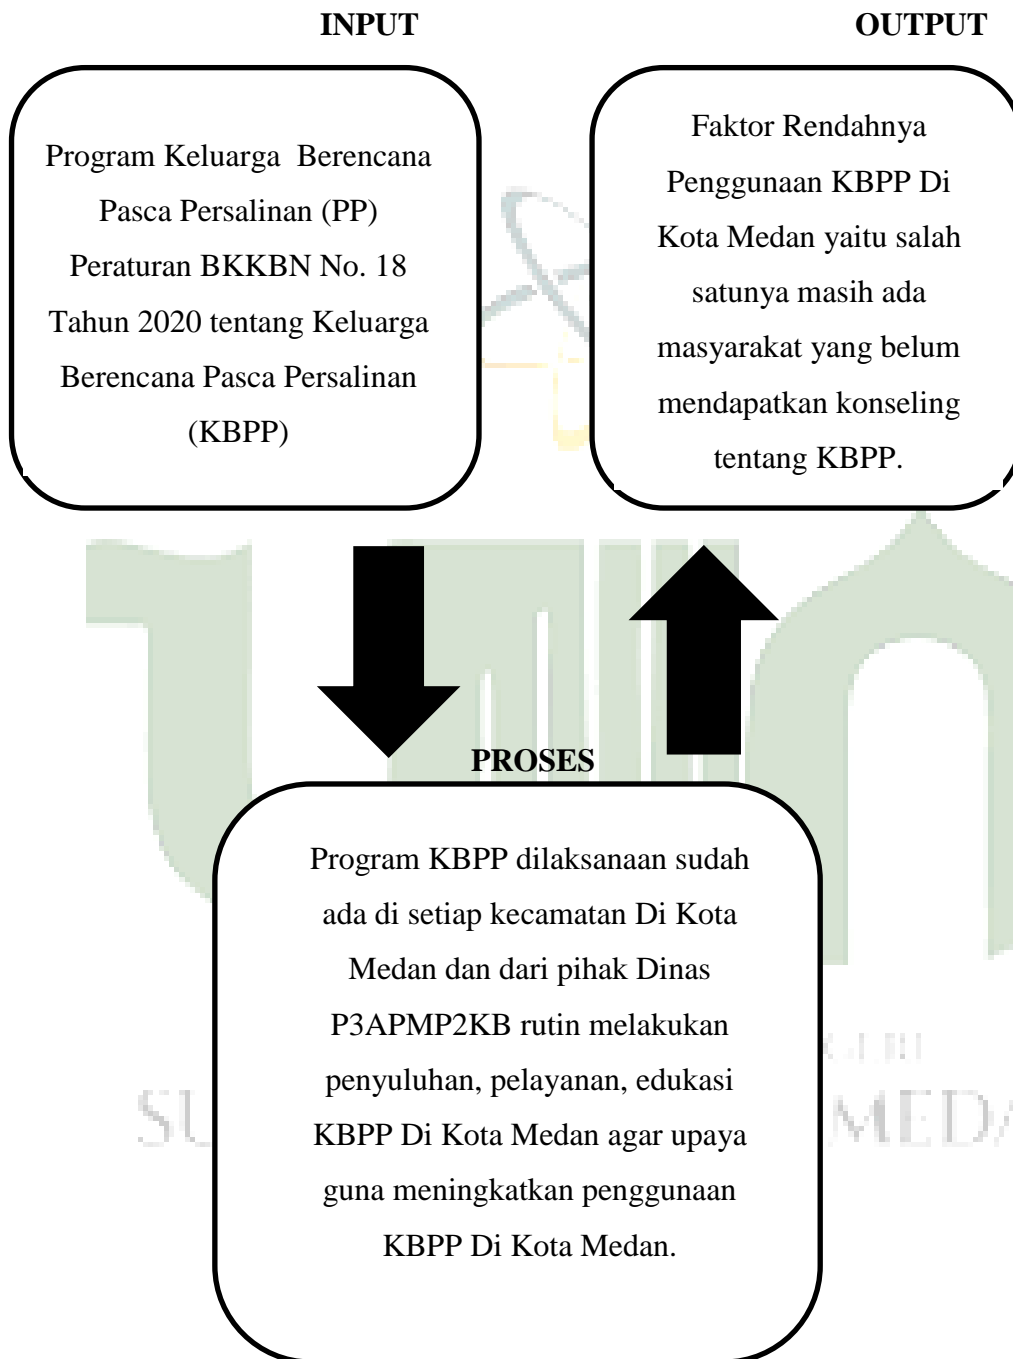 INPUT
Program Keluarga Berencana
Pasca Persalinan (PP)
Peraturan BKKBN No. 18
Tahun 2020 tentang Keluarga
Berencana Pasca Persalinan
(KBPP)
OUTPUT
Faktor Rendahnya
Penggunaan KBPP Di
Kota Medan yaitu salah
satunya masih ada
masyarakat yang belum
mendapatkan konseling
tentang KBPP.
PROSES
Program KBPP dilaksanaan sudah
ada di setiap kecamatan Di Kota
Medan dan dari pihak Dinas
P3APMP2KB rutin melakukan
penyuluhan, pelayanan, edukasi
KBPP Di Kota Medan agar upaya
guna meningkatkan penggunaan
KBPP Di Kota Medan.